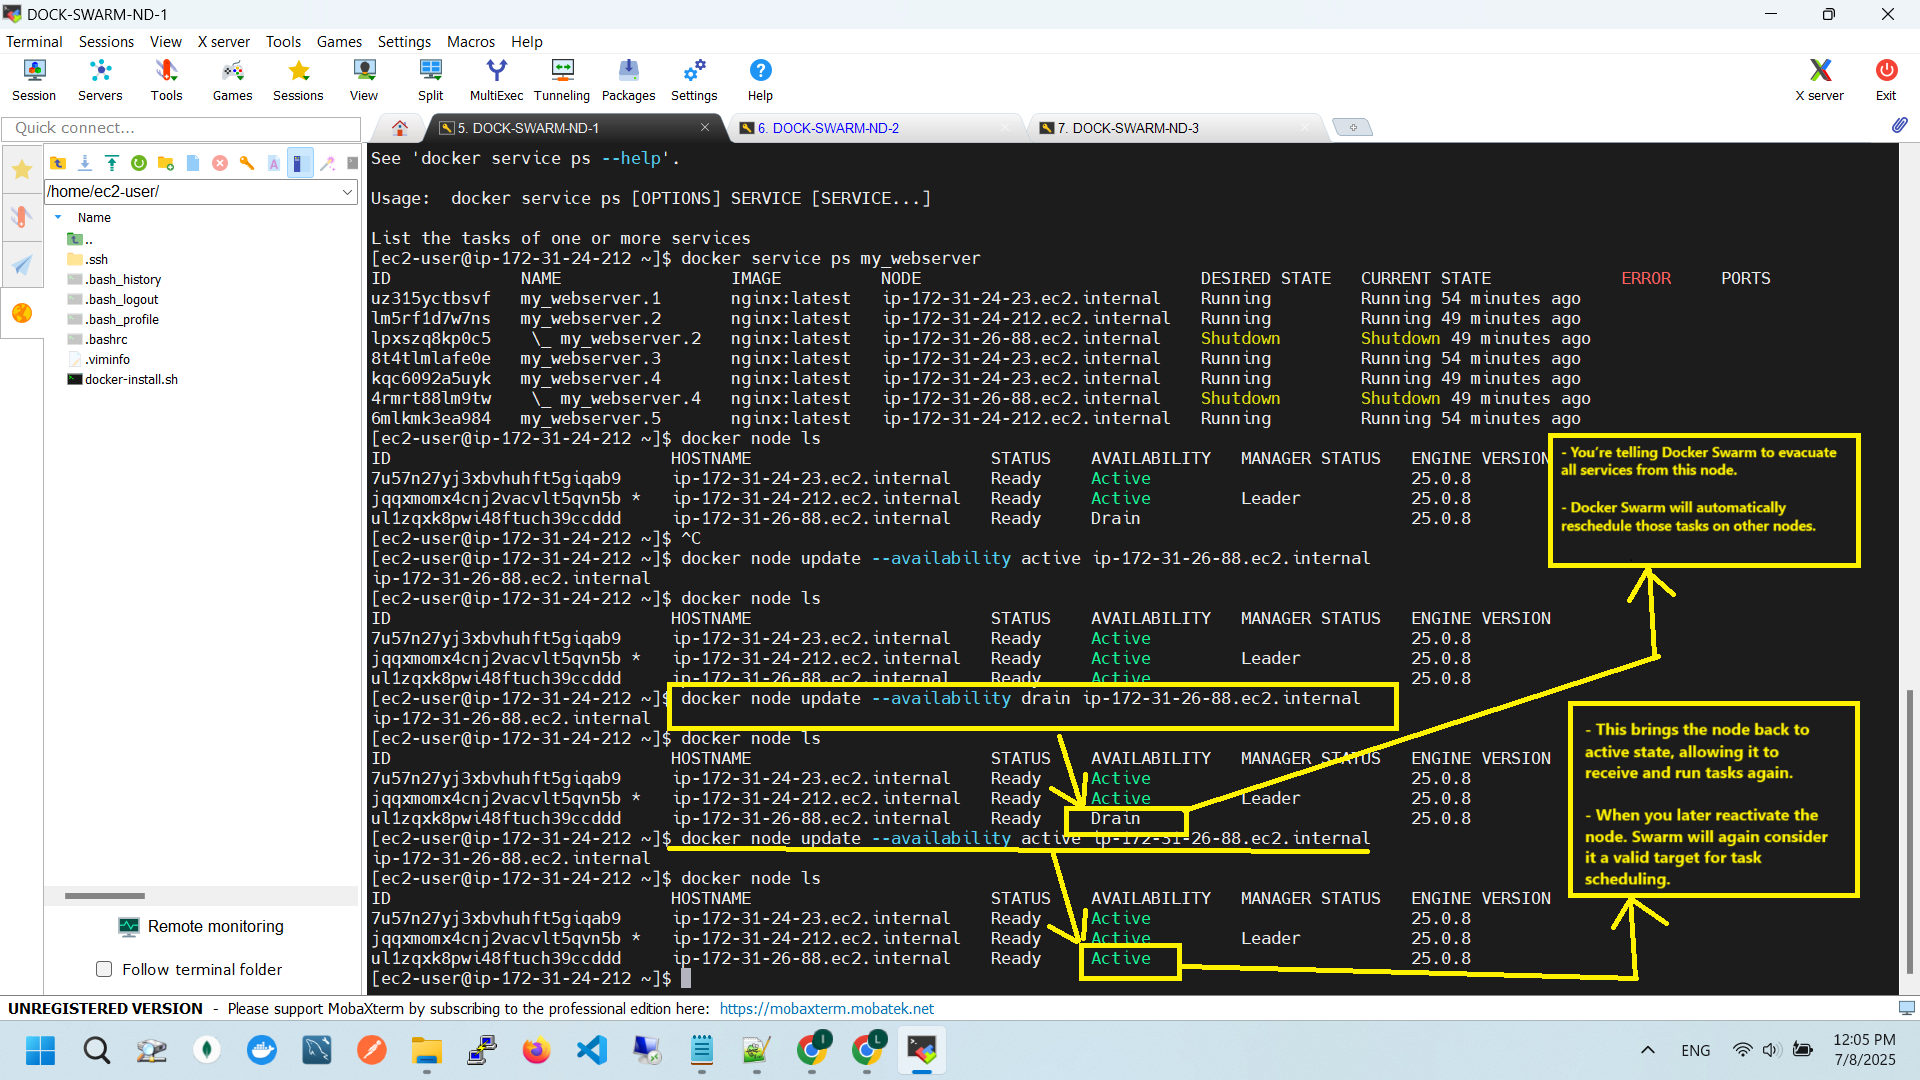 DOCK-SWARM-ND-1
Terminal Sessions View X server Tools Games Settings Macros Help
Session Servers Tools Games Sessions View Split MultiExec Tunneling Packages Settings Help X server Exit
Quick connect...
5. DOCK-SWARM-ND-1
6. DOCK-SWARM-ND-2
7. DOCK-SWARM-ND-3
/home/ec2-user/
Name
..
.ssh
.bash_history
.bash_logout
.bash_profile
.bashrc
.viminfo
docker-install.sh
Remote monitoring
Follow terminal folder
See 'docker service ps --help'.
Usage:  docker service ps [OPTIONS] SERVICE [SERVICE...]
List the tasks of one or more services
[ec2-user@ip-172-31-24-212 ~]$ docker service ps my_webserver
ID NAME IMAGE NODE DESIRED STATE CURRENT STATE ERROR PORTS
uz315yctbsvf my_webserver.1 nginx:latest ip-172-31-24-23.ec2.internal Running Running 54 minutes ago
lm5rf1d7w7ns my_webserver.2 nginx:latest ip-172-31-24-212.ec2.internal Running Running 49 minutes ago
lpxszq8kp0c5 \_ my_webserver.2 nginx:latest ip-172-31-26-88.ec2.internal Shutdown Shutdown 49 minutes ago
8t4tlmlafe0e my_webserver.3 nginx:latest ip-172-31-24-23.ec2.internal Running Running 54 minutes ago
kqc6092a5uyk my_webserver.4 nginx:latest ip-172-31-24-23.ec2.internal Running Running 49 minutes ago
4rmrt88lm9tw \_ my_webserver.4 nginx:latest ip-172-31-26-88.ec2.internal Shutdown Shutdown 49 minutes ago
6mlkmk3ea984 my_webserver.5 nginx:latest ip-172-31-24-212.ec2.internal Running Running 54 minutes ago
[ec2-user@ip-172-31-24-212 ~]$ docker node ls
ID HOSTNAME STATUS AVAILABILITY MANAGER STATUS ENGINE VERSION
7u57n27yj3xbvhuhft5giqab9 ip-172-31-24-23.ec2.internal Ready Active 25.0.8
jqqxmomx4cnj2vacvlt5qvn5b * ip-172-31-24-212.ec2.internal Ready Active Leader 25.0.8
ul1zqxk8pwi48ftuch39ccddd ip-172-31-26-88.ec2.internal Ready Drain 25.0.8
[ec2-user@ip-172-31-24-212 ~]$ ^C
[ec2-user@ip-172-31-24-212 ~]$ docker node update --availability active ip-172-31-26-88.ec2.internal
ip-172-31-26-88.ec2.internal
[ec2-user@ip-172-31-24-212 ~]$ docker node ls
ID HOSTNAME STATUS AVAILABILITY MANAGER STATUS ENGINE VERSION
7u57n27yj3xbvhuhft5giqab9 ip-172-31-24-23.ec2.internal Ready Active 25.0.8
jqqxmomx4cnj2vacvlt5qvn5b * ip-172-31-24-212.ec2.internal Ready Active Leader 25.0.8
ul1zqxk8pwi48ftuch39ccddd ip-172-31-26-88.ec2.internal Ready Active 25.0.8
[ec2-user@ip-172-31-24-212 ~]$ docker node update --availability drain ip-172-31-26-88.ec2.internal
ip-172-31-26-88.ec2.internal
[ec2-user@ip-172-31-24-212 ~]$ docker node ls
ID HOSTNAME STATUS AVAILABILITY MANAGER STATUS ENGINE VERSION
7u57n27yj3xbvhuhft5giqab9 ip-172-31-24-23.ec2.internal Ready Active 25.0.8
jqqxmomx4cnj2vacvlt5qvn5b * ip-172-31-24-212.ec2.internal Ready Active Leader 25.0.8
ul1zqxk8pwi48ftuch39ccddd ip-172-31-26-88.ec2.internal Ready Drain 25.0.8
[ec2-user@ip-172-31-24-212 ~]$ docker node update --availability active ip-172-31-26-88.ec2.internal
ip-172-31-26-88.ec2.internal
[ec2-user@ip-172-31-24-212 ~]$ docker node ls
ID HOSTNAME STATUS AVAILABILITY MANAGER STATUS ENGINE VERSION
7u57n27yj3xbvhuhft5giqab9 ip-172-31-24-23.ec2.internal Ready Active 25.0.8
jqqxmomx4cnj2vacvlt5qvn5b * ip-172-31-24-212.ec2.internal Ready Active Leader 25.0.8
ul1zqxk8pwi48ftuch39ccddd ip-172-31-26-88.ec2.internal Ready Active 25.0.8
[ec2-user@ip-172-31-24-212 ~]$
- You're telling Docker Swarm to evacuate
all services from this node.
- Docker Swarm will automatically
reschedule those tasks on other nodes.
- This brings the node back to
active state, allowing it to
receive and run tasks again.
- When you later reactivate the
node. Swarm will again consider
it a valid target for task
scheduling.
UNREGISTERED VERSION - Please support MobaXterm by subscribing to the professional edition here: https://mobaxterm.mobatek.net
I
L
ENG
12:05 PM
7/8/2025